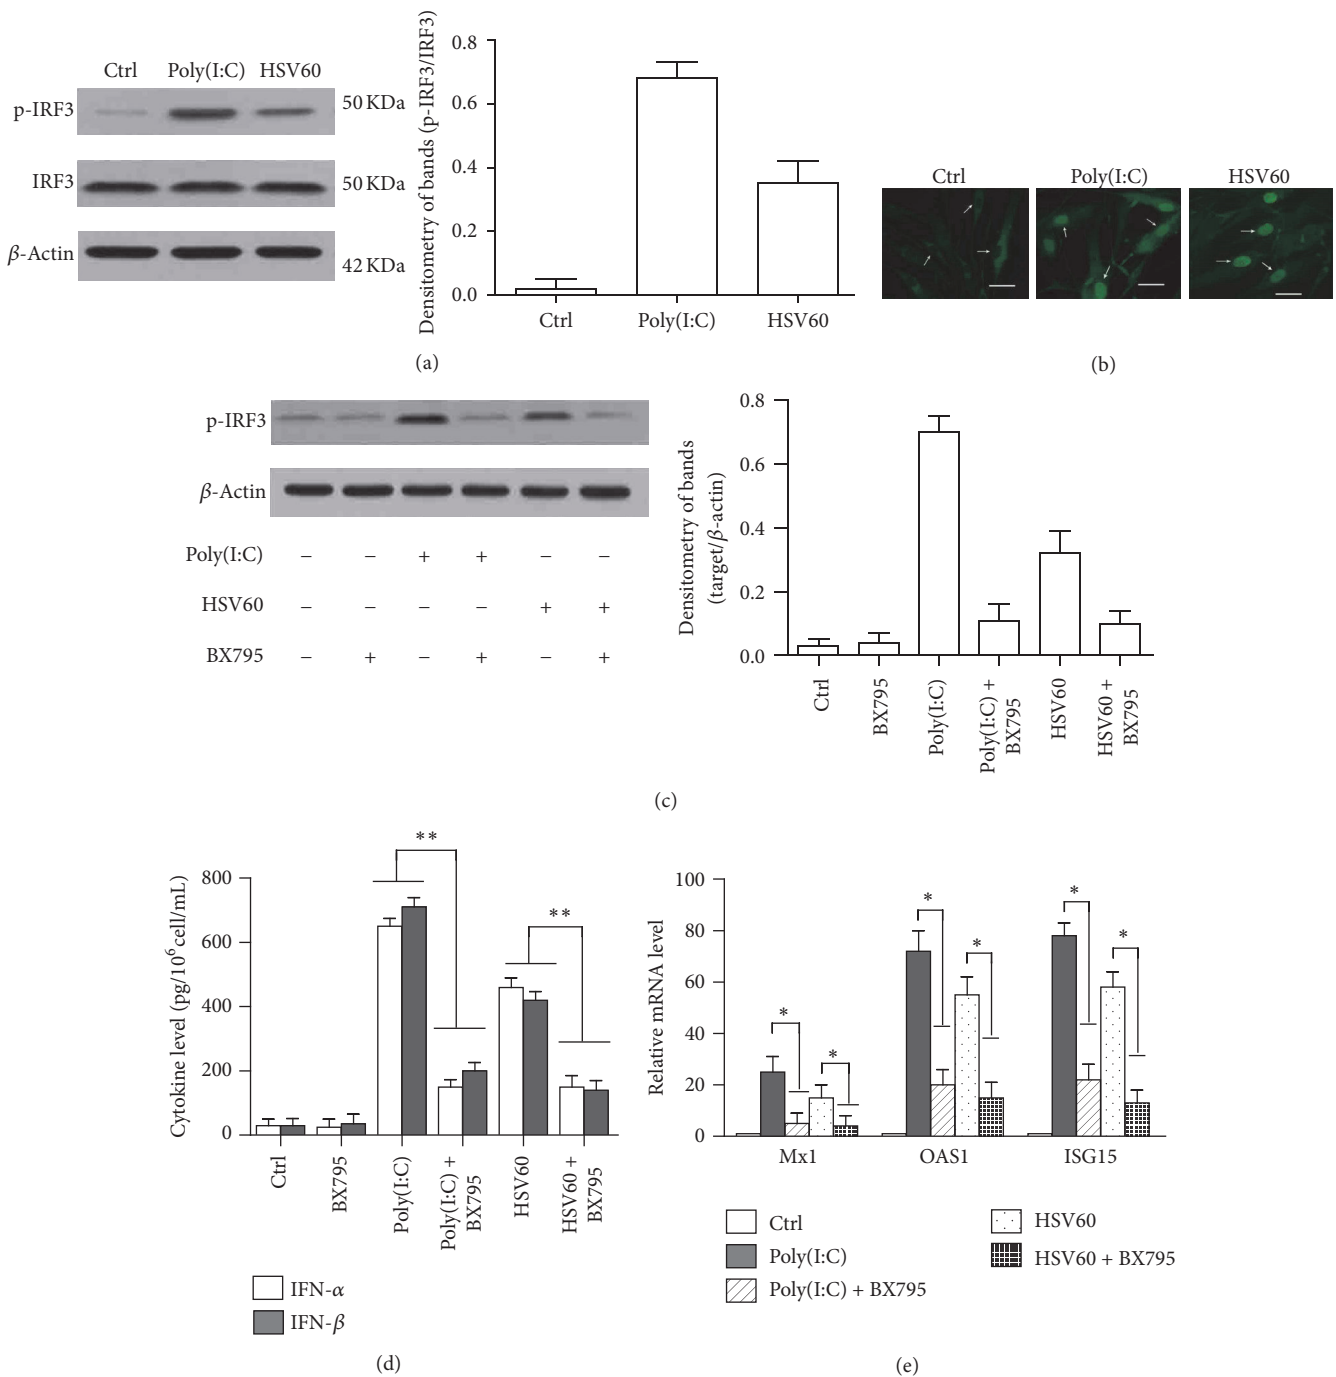 Ctrl Poly(I:C) HSV60
p-IRF3 50 KDa
IRF3 50 KDa
β-Actin 42 KDa
Densitometry of bands (p-IRF3/IRF3)
0.8
0.6
0.4
0.2
0.0
Ctrl Poly(I:C) HSV60
(a)
Ctrl Poly(I:C) HSV60
(b)
p-IRF3
β-Actin
Poly(I:C) − − + + − −
HSV60 − − − − + +
BX795 − + − + − +
Densitometry of bands
(target/β-actin)
0.8
0.6
0.4
0.2
0.0
Ctrl
BX795
Poly(I:C)
Poly(I:C) +
BX795
HSV60
HSV60 +
BX795
(c)
Cytokine level (pg/10⁶ cell/mL)
800
600
400
200
0
**
**
Ctrl
BX795
Poly(I:C)
Poly(I:C) +
BX795
HSV60
HSV60 +
BX795
IFN-α
IFN-β
(d)
Relative mRNA level
100
80
60
40
20
0
* *
* *
* *
Mx1 OAS1 ISG15
Ctrl
Poly(I:C)
Poly(I:C) + BX795
HSV60
HSV60 + BX795
(e)